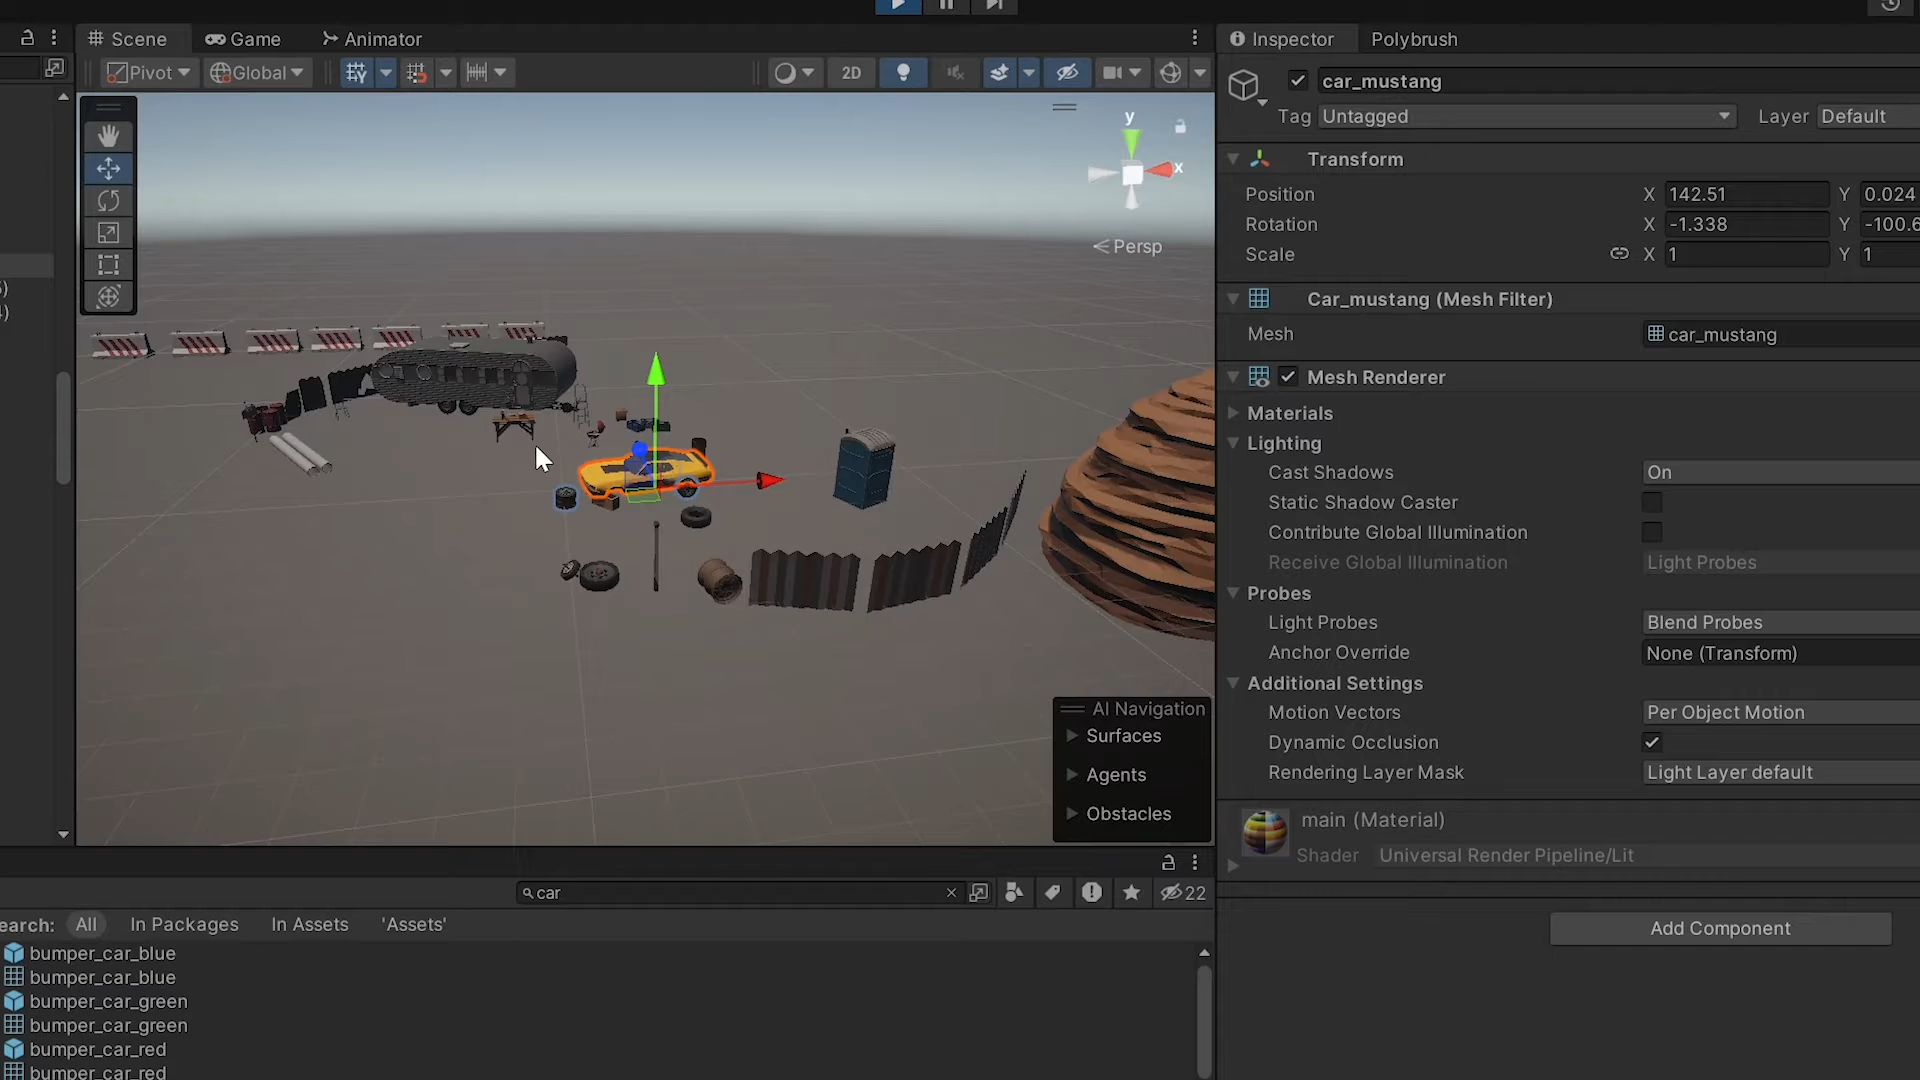 Scene
Game
Animator
Inspector
Polybrush
Pivot
Global
2D
car_mustang
Tag
Untagged
Layer
Default
y
x
Persp
Transform
Position X 142.51 Y 0.024
Rotation X -1.338 Y -100.6
Scale X 1 Y 1
Car_mustang (Mesh Filter)
Mesh car_mustang
Mesh Renderer
Materials
Lighting
Cast Shadows On
Static Shadow Caster
Contribute Global Illumination
Receive Global Illumination Light Probes
Probes
Light Probes Blend Probes
Anchor Override None (Transform)
Additional Settings
Motion Vectors Per Object Motion
Dynamic Occlusion
Rendering Layer Mask Light Layer default
main (Material)
Shader Universal Render Pipeline/Lit
Add Component
AI Navigation
Surfaces
Agents
Obstacles
car
22
earch: All In Packages In Assets 'Assets'
bumper_car_blue
bumper_car_blue
bumper_car_green
bumper_car_green
bumper_car_red
bumper_car_red